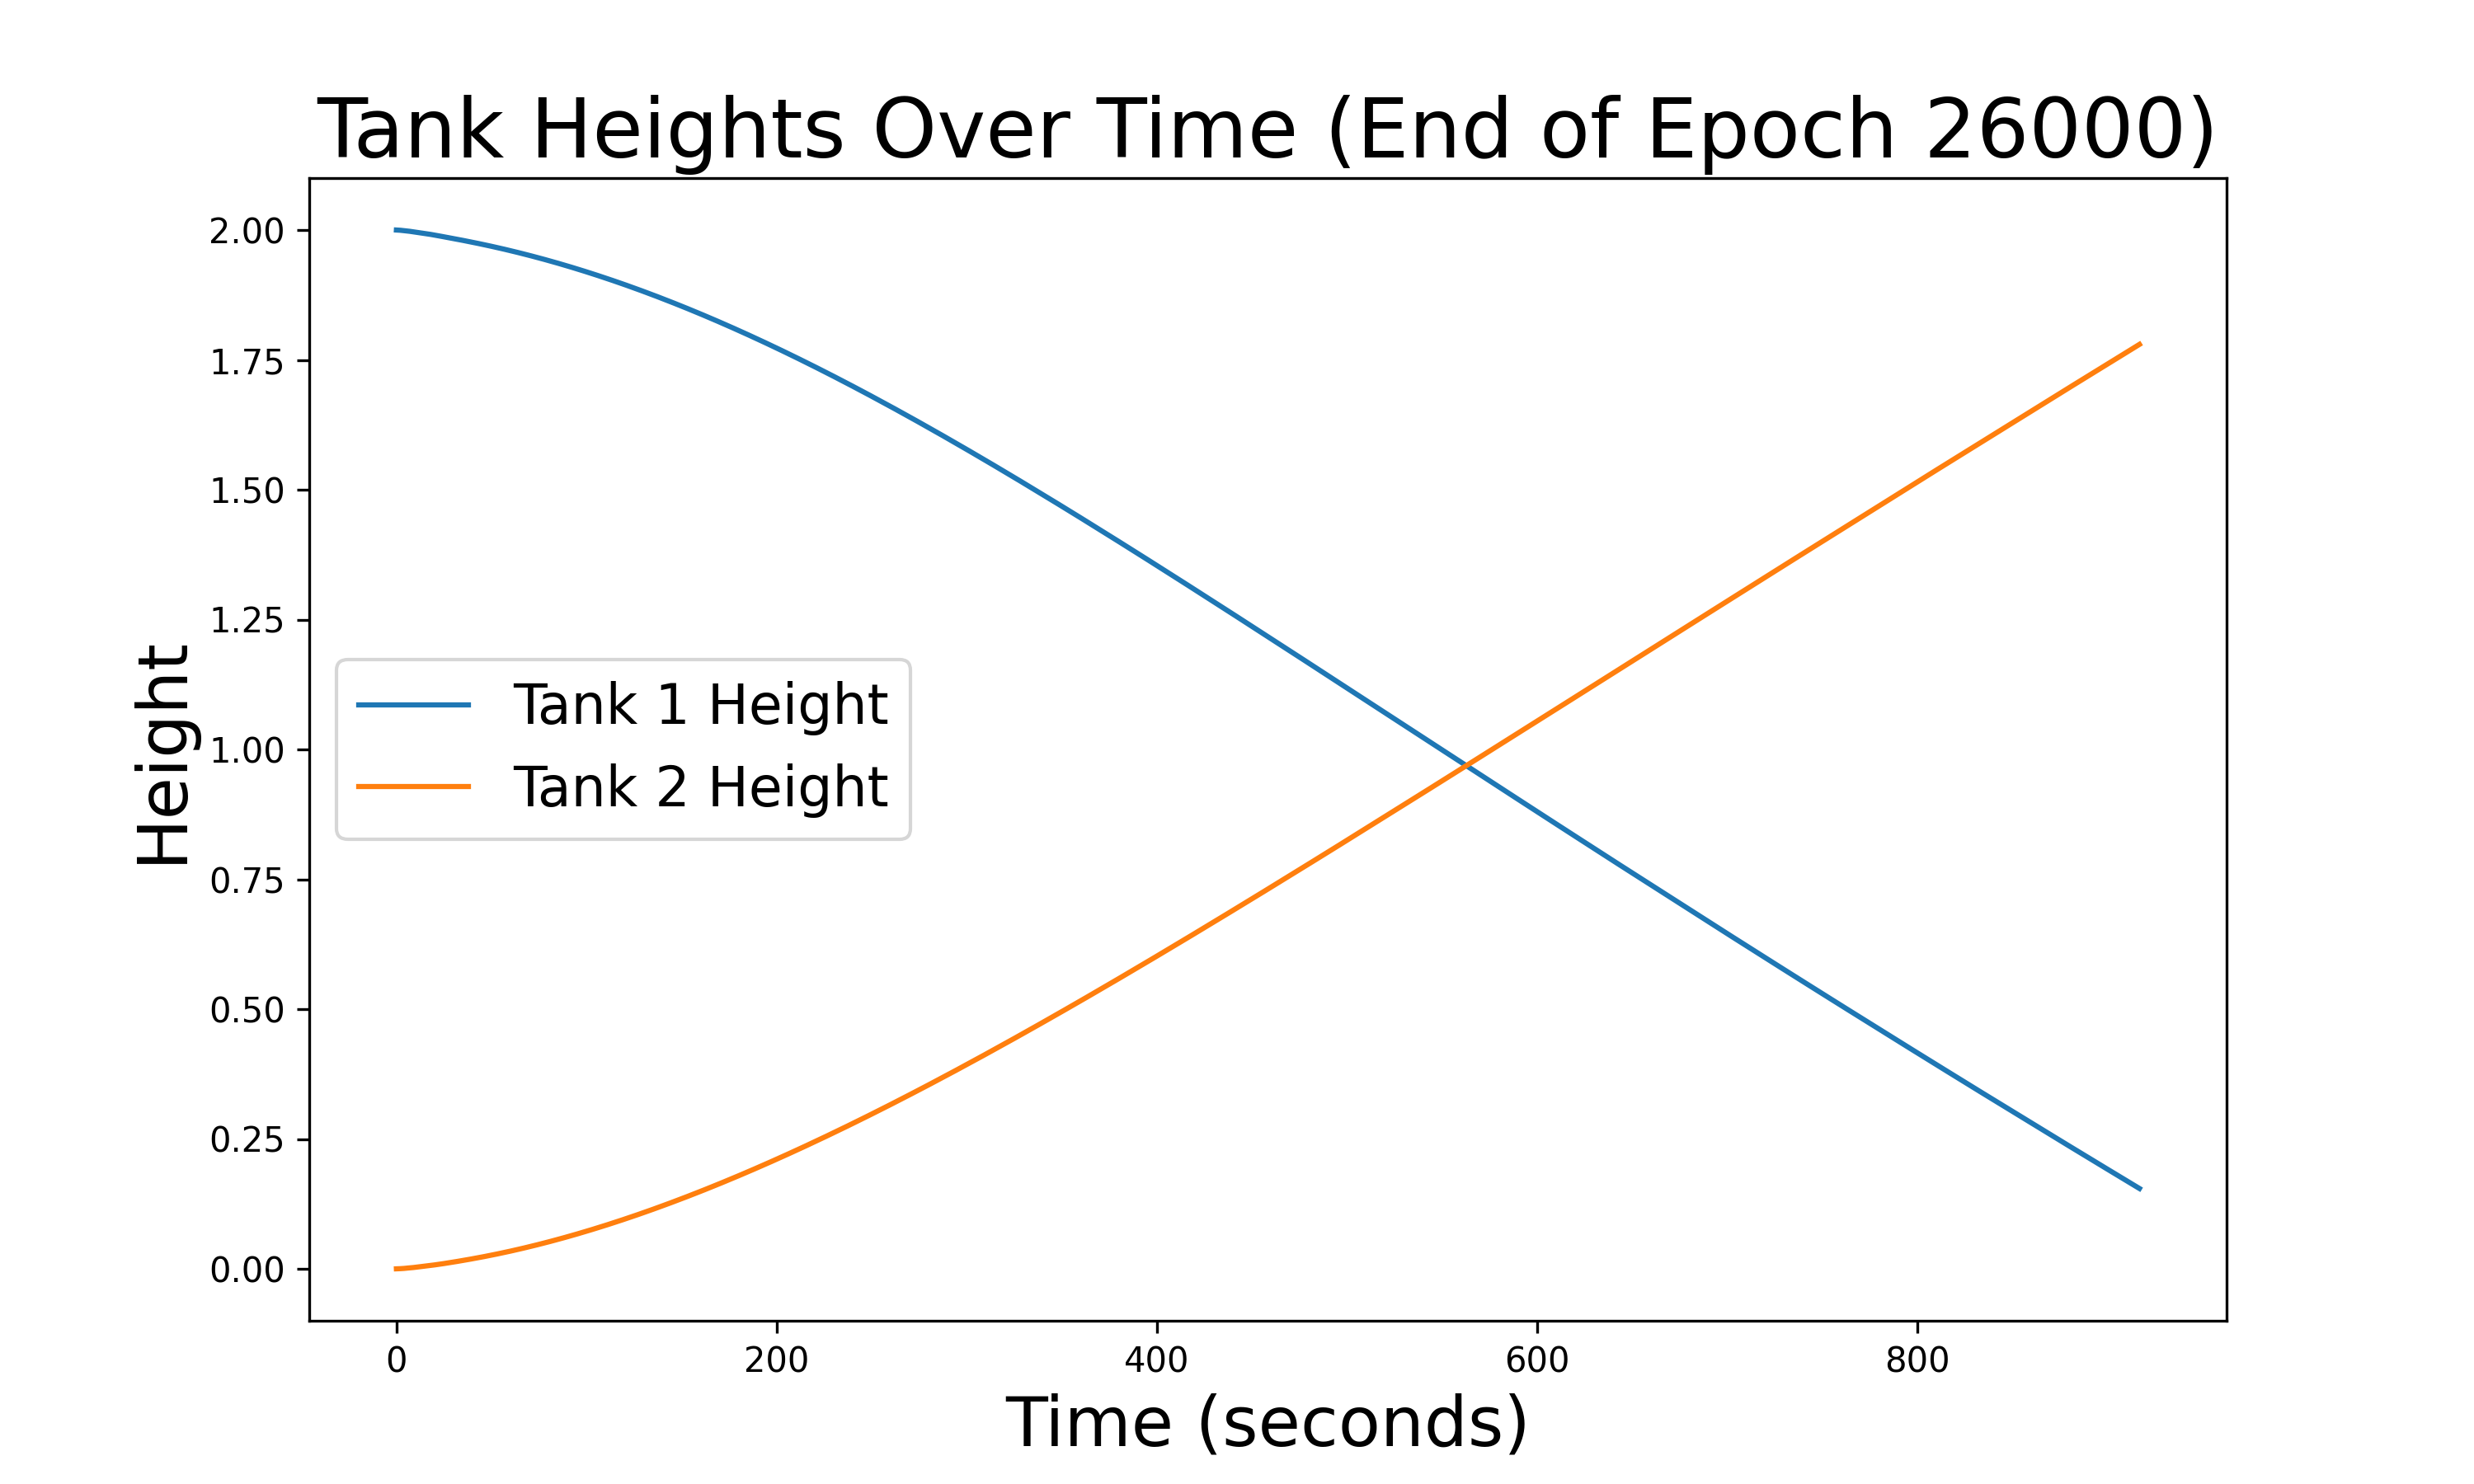 Tank Heights Over Time (End of Epoch 26000)
2.00
1.75
1.50
1.25
1.00
0.75
0.50
0.25
0.00
Height
Tank 1 Height
Tank 2 Height
0 200 400 600 800
Time (seconds)